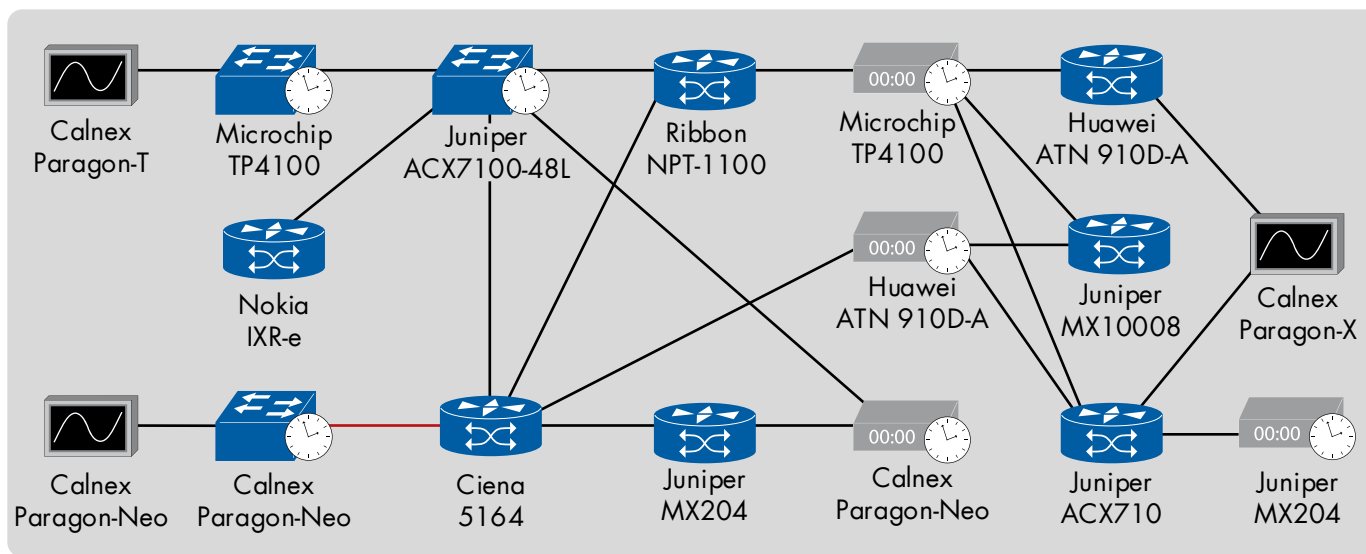 00:00
Calnex
Paragon-T
Microchip
TP4100
Juniper
ACX7100-48L
Ribbon
NPT-1100
Microchip
TP4100
Huawei
ATN 910D-A
00:00
Nokia
IXR-e
Huawei
ATN 910D-A
Juniper
MX10008
Calnex
Paragon-X
00:00
00:00
Calnex
Paragon-Neo
Calnex
Paragon-Neo
Ciena
5164
Juniper
MX204
Calnex
Paragon-Neo
Juniper
ACX710
Juniper
MX204